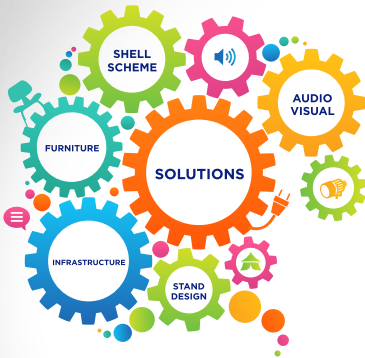 SHELL
SCHEME
AUDIO
VISUAL
FURNITURE
SOLUTIONS
INFRASTRUCTURE
STAND
DESIGN